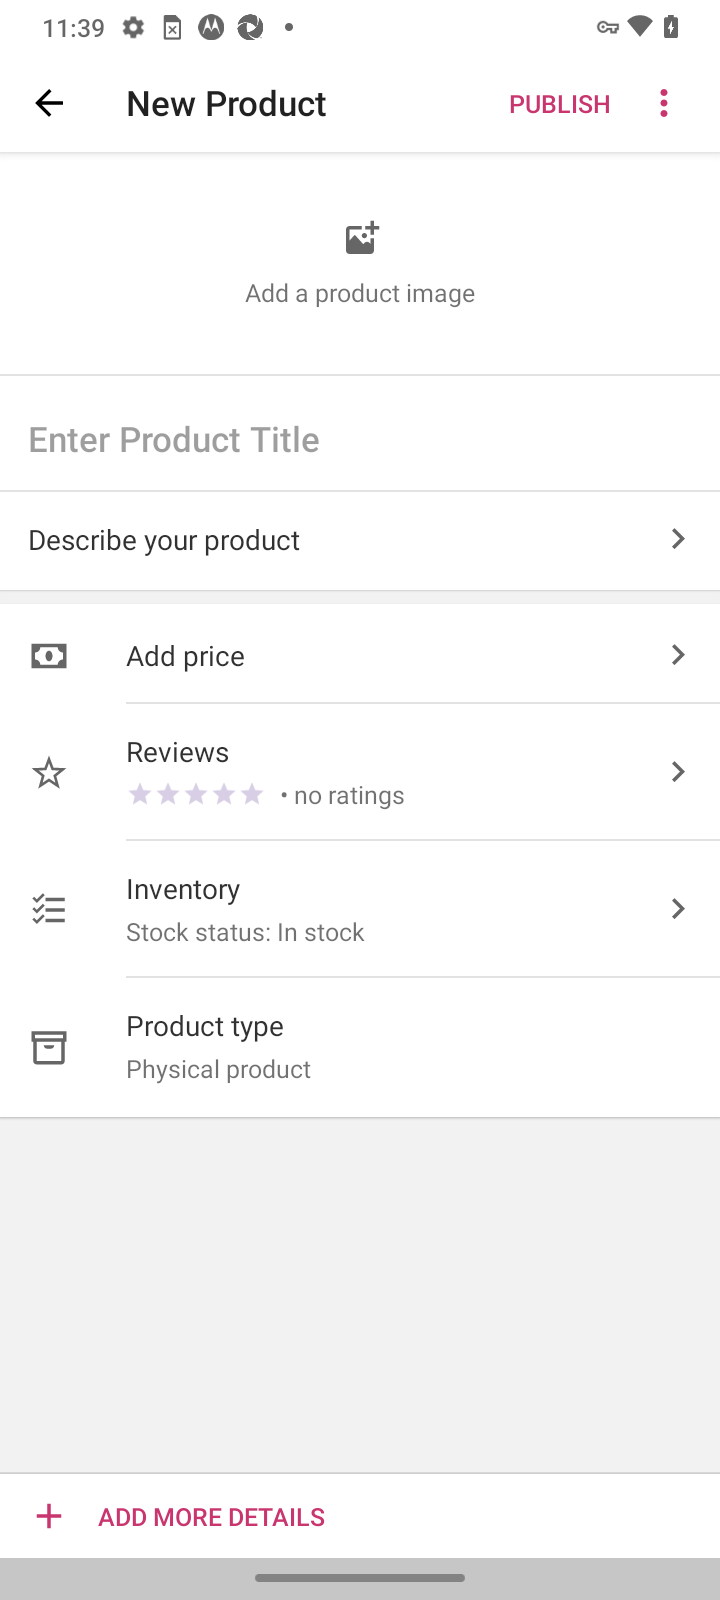 11:39
New Product
PUBLISH
Add a product image
Enter Product Title
Describe your product
Add price
Reviews
• no ratings
Inventory
Stock status: In stock
Product type
Physical product
ADD MORE DETAILS